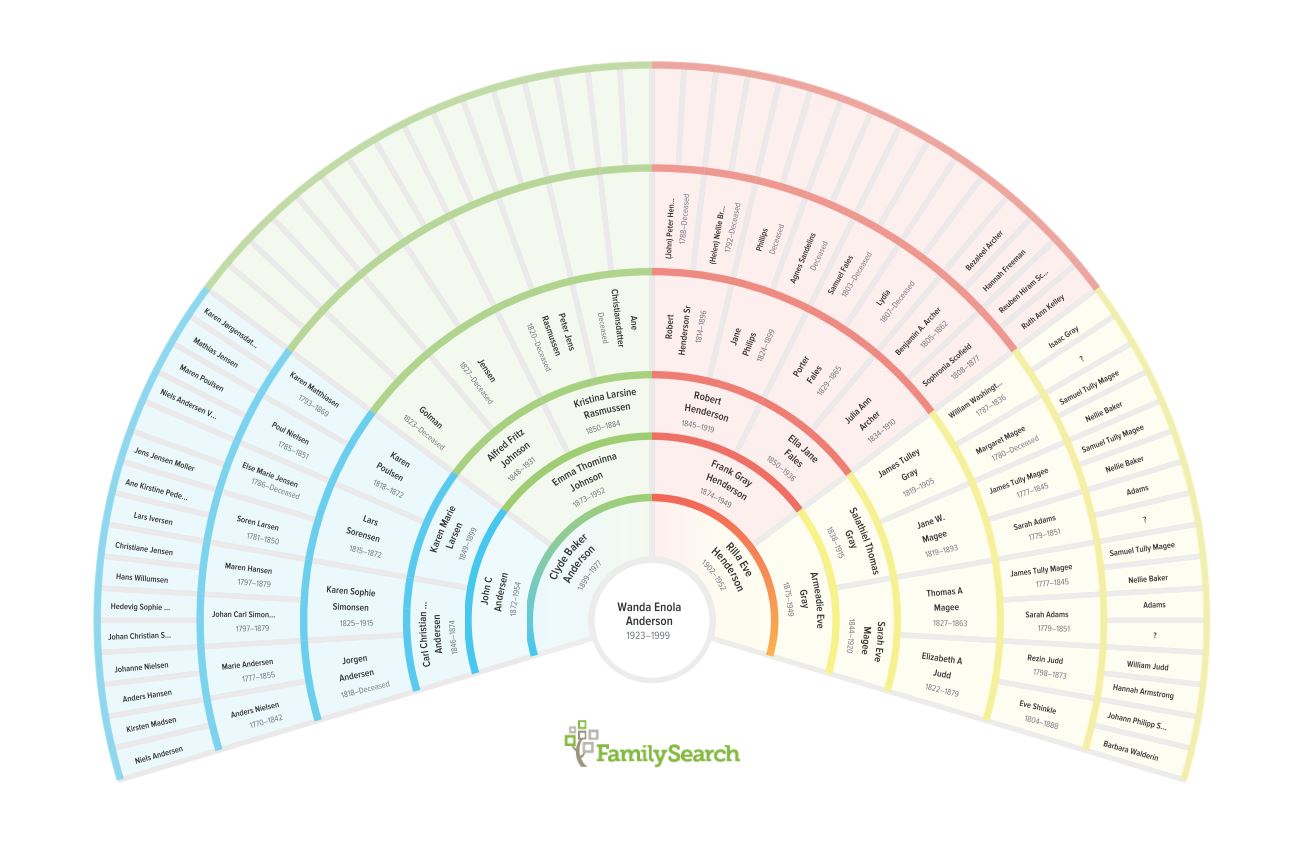 Wanda Enola
Anderson
1923–1999
Clyde Baker
Anderson
1899–1977
Rilla Eve
Henderson
1902–1952
John C
Andersen
1872–1954
Emma Thominna
Johnson
1873–1952
Frank Gray
Henderson
1874–1949
Armeadie Eve
Gray
1875–1949
Carl Christian ...
Andersen
1846–1874
Karen Marie
Larsen
1849–1899
Alfred Fritz
Johnson
1848–1931
Kristina Larsine
Rasmussen
1850–1884
Robert
Henderson
1845–1919
Ella Jane
Fales
1850–1936
Salathiel Thomas
Gray
1838–1915
Sarah Eve
Magee
1844–1920
Jorgen
Andersen
1818–Deceased
Karen Sophie
Simonsen
1825–1915
Lars
Sorensen
1815–1872
Karen
Poulsen
1818–1872
Golman
1823–Deceased
Jensen
1827–Deceased
Peter Jens
Rasmussen
1820–Deceased
Ane
Christiansdatter
Deceased
Robert
Henderson Sr
1814–1896
Jane
Philips
1824–1899
Porter
Fales
1829–1865
Julia Ann
Archer
1834–1910
James Tulley
Gray
1819–1905
Jane W.
Magee
1819–1893
Thomas A
Magee
1827–1863
Elizabeth A
Judd
1822–1879
Anders Nielsen
1770–1842
Marie Andersen
1777–1855
Johan Carl Simon...
1797–1879
Maren Hansen
1797–1879
Soren Larsen
1781–1850
Else Marie Jensen
1786–Deceased
Poul Nielsen
1785–1851
Karen Matthiasen
1793–1869
(John) Peter Hen...
1788–Deceased
(Helen) Nellie Br...
1792–Deceased
Phillips
Deceased
Agnes Sandelins
Deceased
Samuel Fales
1803–Deceased
Lydia
1807–Deceased
Benjamin A. Archer
1805–1862
Sophronia Scofield
1808–1877
William Washingt...
1787–1836
Margaret Magee
1780–Deceased
James Tully Magee
1777–1845
Sarah Adams
1779–1851
James Tully Magee
1777–1845
Sarah Adams
1779–1851
Rezin Judd
1798–1873
Eve Shinkle
1804–1888
Niels Andersen
Kirsten Madsen
Anders Hansen
Johanne Nielsen
Johan Christian S...
Hedevig Sophie ...
Hans Willumsen
Christiane Jensen
Lars Iversen
Ane Kirstine Pede...
Jens Jensen Moller
Niels Andersen V...
Maren Poulsen
Mathias Jensen
Karen Jørgensdat...
Bezaleel Archer
Hannah Freeman
Reuben Hiram Sc...
Ruth Ann Kelley
Isaac Gray
?
Samuel Tully Magee
Nellie Baker
Samuel Tully Magee
Nellie Baker
Adams
?
Samuel Tully Magee
Nellie Baker
Adams
?
William Judd
Hannah Armstrong
Johann Philipp S...
Barbara Walderin
FamilySearch